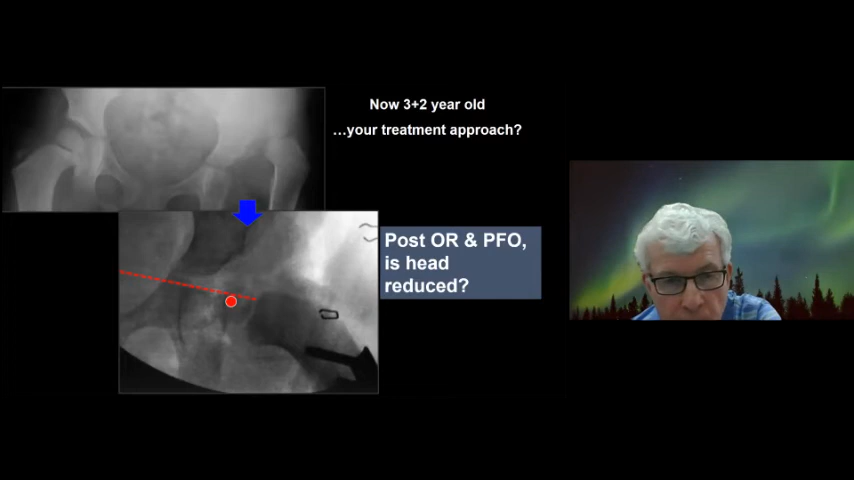 Now 3+2 year old
…your treatment approach?
Post OR & PFO,
is head
reduced?